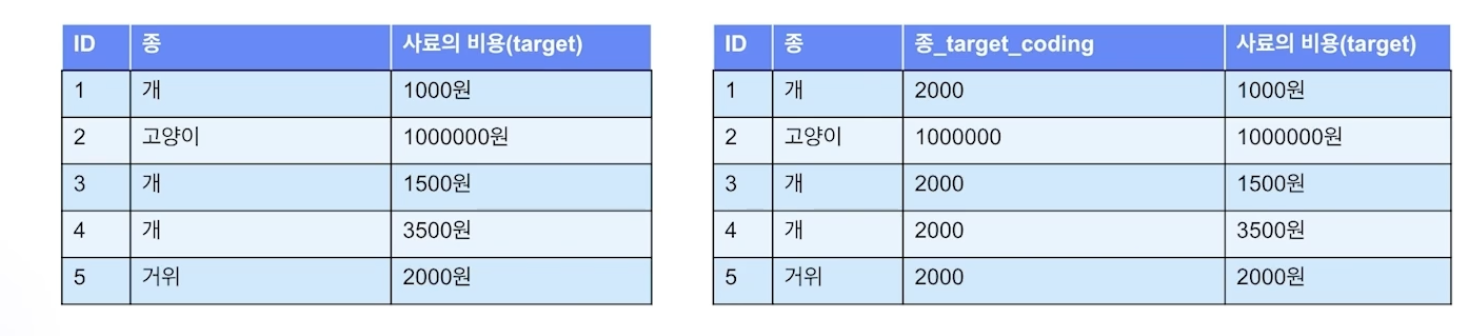 ID 종 사료의 비용(target)
1 개 1000원
2 고양이 1000000원
3 개 1500원
4 개 3500원
5 거위 2000원
ID 종 종_target_coding 사료의 비용(target)
1 개 2000 1000원
2 고양이 1000000 1000000원
3 개 2000 1500원
4 개 2000 3500원
5 거위 2000 2000원